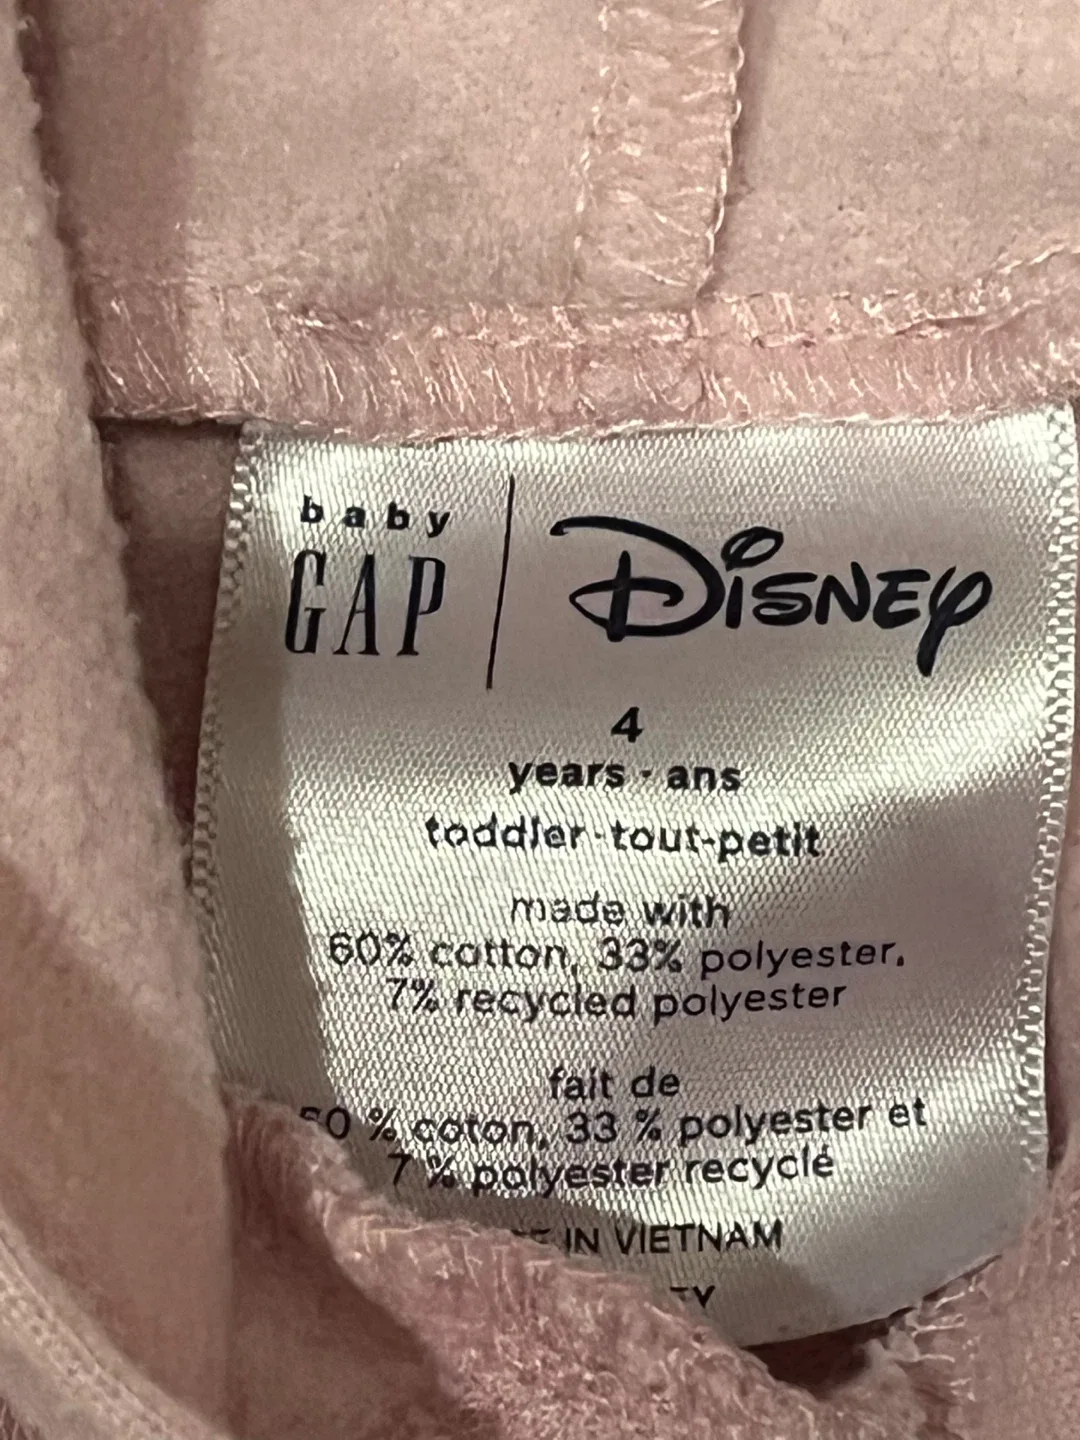 baby
GAP
Disney
4
years · ans
toddler · tout-petit
made with
60% cotton, 33% polyester,
7% recycled polyester
fait de
% coton, 33 % polyester et
7 % polyester recyclé
IN VIETNAM